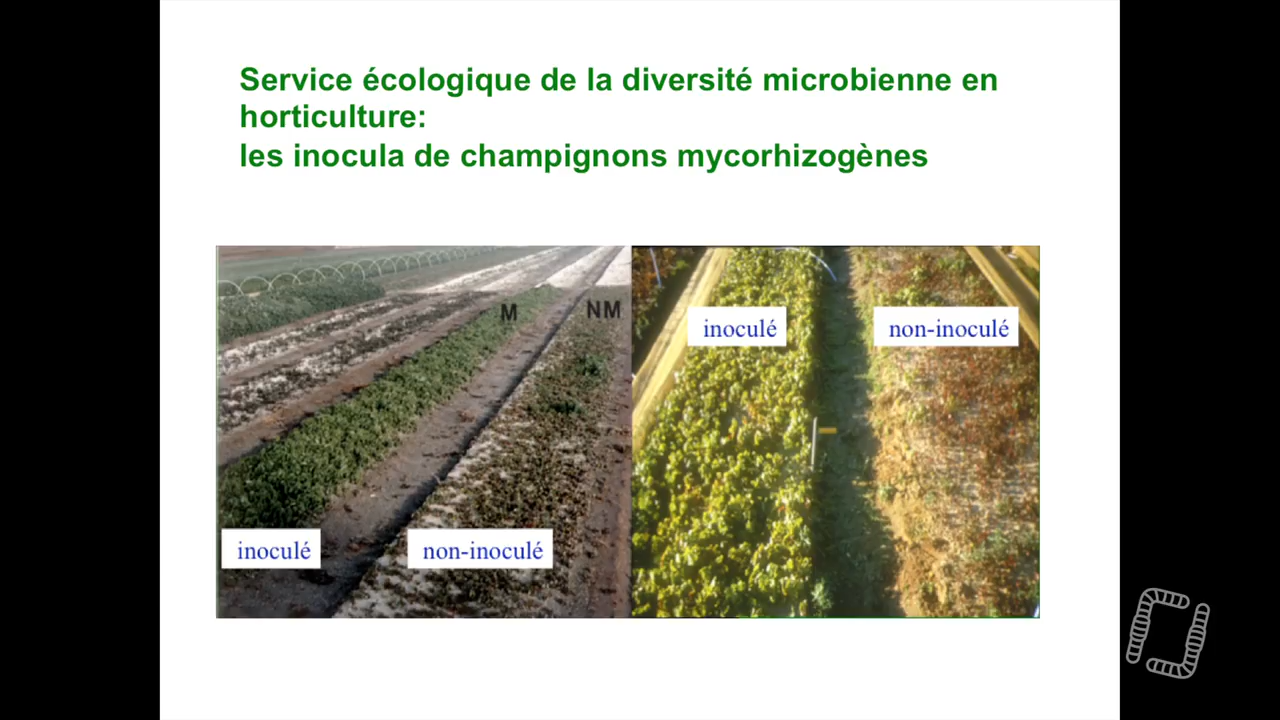 Service écologique de la diversité microbienne en
horticulture:
les inocula de champignons mycorhizogènes
M
NM
inoculé
non-inoculé
inoculé
non-inoculé